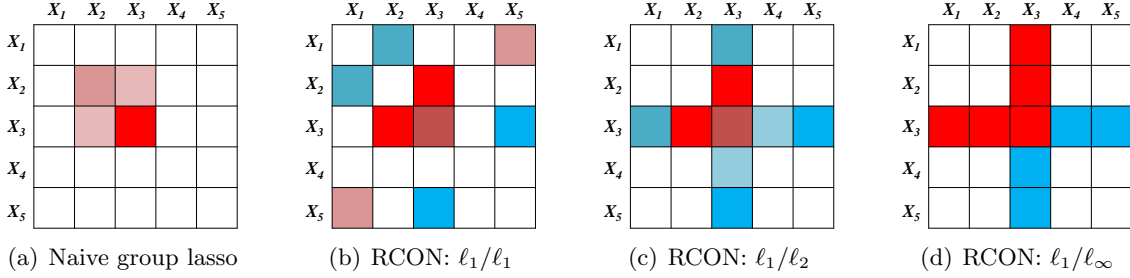 X1 X2 X3 X4 X5
X1
X2
X3
X4
X5
(a) Naive group lasso
X1 X2 X3 X4 X5
X1
X2
X3
X4
X5
(b) RCON: ℓ1/ℓ1
X1 X2 X3 X4 X5
X1
X2
X3
X4
X5
(c) RCON: ℓ1/ℓ2
X1 X2 X3 X4 X5
X1
X2
X3
X4
X5
(d) RCON: ℓ1/ℓ∞